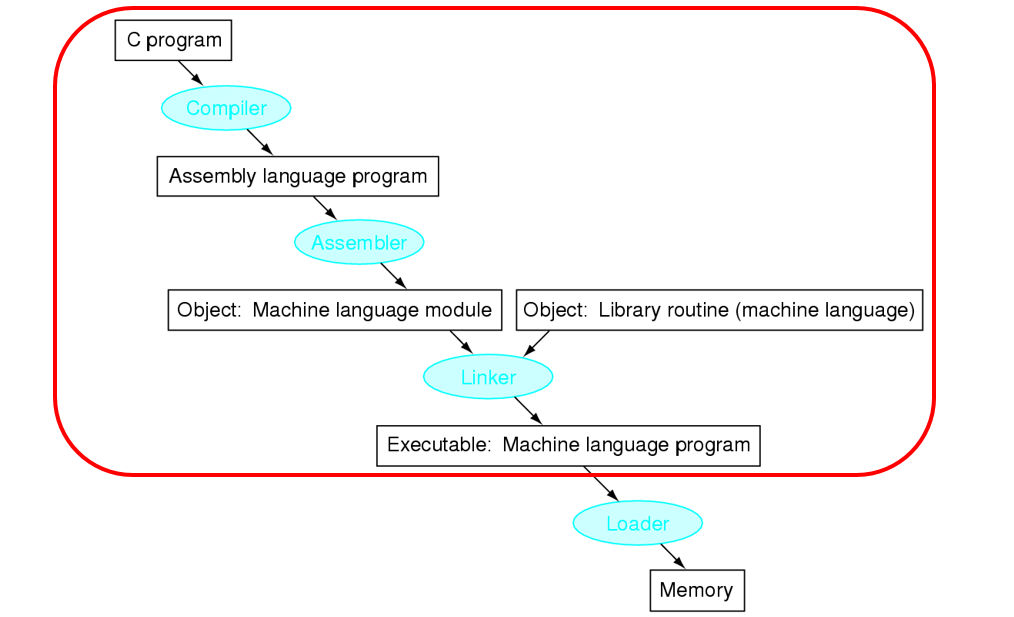 C program
Compiler
Assembly language program
Assembler
Object: Machine language module
Object: Library routine (machine language)
Linker
Executable: Machine language program
Loader
Memory